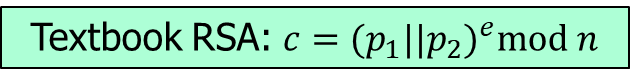 Textbook RSA: c = (p₁||p₂)ᵉ mod n